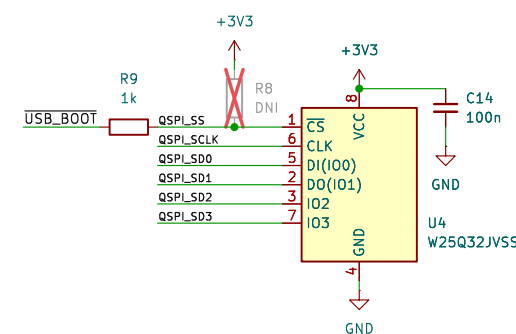 +3V3
+3V3
R9
1k
R8
DNI
USB_BOOT
QSPI_SS
QSPI_SCLK
QSPI_SD0
QSPI_SD1
QSPI_SD2
QSPI_SD3
1
6
5
2
3
7
8
4
CS
CLK
DI(IO0)
DO(IO1)
IO2
IO3
VCC
GND
C14
100n
GND
U4
W25Q32JVSS
GND